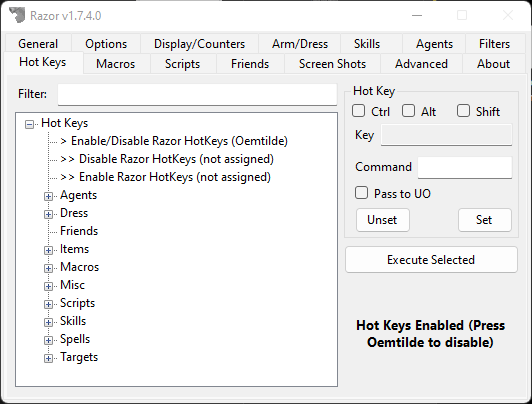 Razor v1.7.4.0
General Options Display/Counters Arm/Dress Skills Agents Filters
Hot Keys Macros Scripts Friends Screen Shots Advanced About
Filter:
Hot Keys
> Enable/Disable Razor HotKeys (Oemtilde)
>> Disable Razor HotKeys (not assigned)
>> Enable Razor HotKeys (not assigned)
Agents
Dress
Friends
Items
Macros
Misc
Scripts
Skills
Spells
Targets
Hot Key
Ctrl Alt Shift
Key
Command
Pass to UO
Unset Set
Execute Selected
Hot Keys Enabled (Press
Oemtilde to disable)